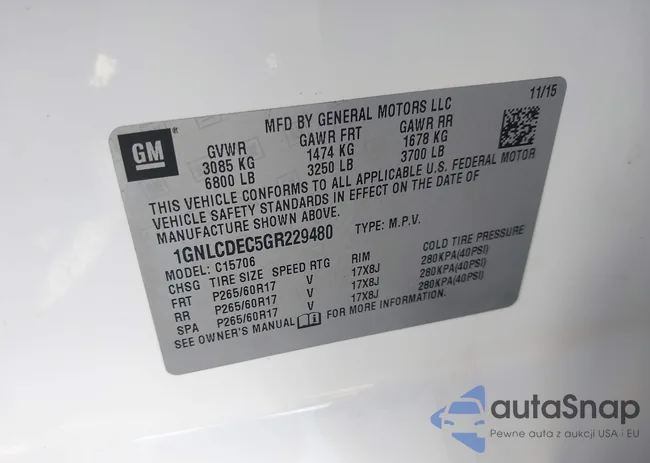 11/15
MFD BY GENERAL MOTORS LLC
GM
GVWR GAWR FRT GAWR RR
3085 KG 1474 KG 1678 KG
6800 LB 3250 LB 3700 LB
THIS VEHICLE CONFORMS TO ALL APPLICABLE U.S. FEDERAL MOTOR
VEHICLE SAFETY STANDARDS IN EFFECT ON THE DATE OF
MANUFACTURE SHOWN ABOVE.
1GNLCDEC5GR229480 TYPE: M.P.V.
MODEL: C15706
CHSG TIRE SIZE SPEED RTG RIM COLD TIRE PRESSURE
FRT P265/60R17 V 17X8J 280KPA(40PSI)
RR P265/60R17 V 17X8J 280KPA(40PSI)
SPA P265/60R17 V 17X8J 280KPA(40PSI)
SEE OWNER'S MANUAL FOR MORE INFORMATION.
autaSnap
Pewne auta z aukcji USA i EU